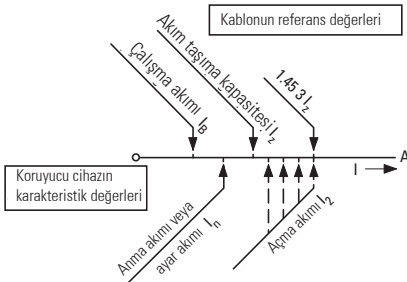 Kablonun referans değerleri
Çalışma akımı I_B
Akım taşıma kapasitesi I_z
1.45 3 I_z
A
I
Koruyucu cihazın
karakteristik değerleri
Anma akımı veya
ayar akımı I_n
Açma akımı I_2